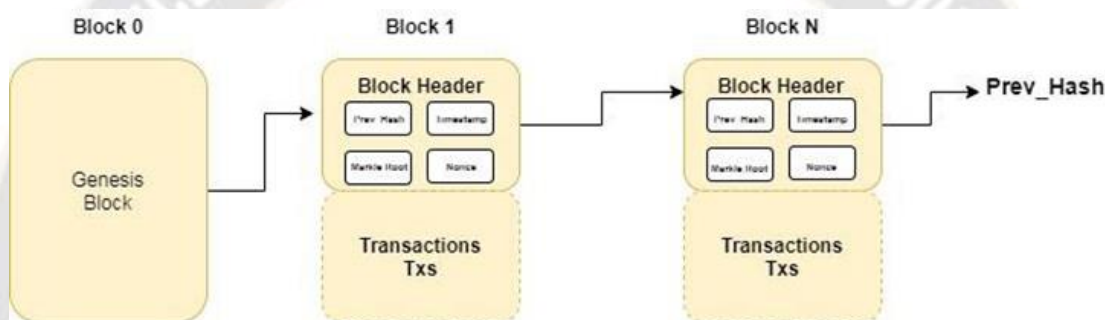 Block 0
Block 1
Block N
Genesis
Block
Block Header
Prev Hash
Timestamp
Merkle Root
Nonce
Transactions
Txs
Block Header
Prev Hash
Timestamp
Merkle Root
Nonce
Transactions
Txs
Prev_Hash